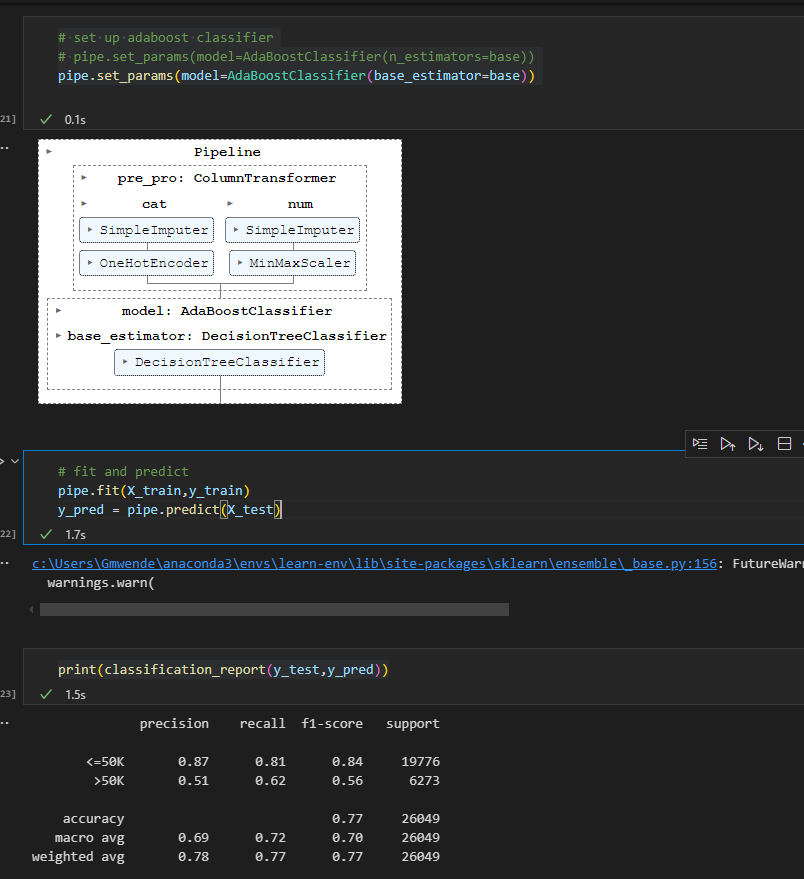 # set up adaboost classifier
# pipe.set_params(model=AdaBoostClassifier(n_estimators=base))
pipe.set_params(model=AdaBoostClassifier(base_estimator=base))
21]
0.1s
Pipeline
pre_pro: ColumnTransformer
cat num
SimpleImputer SimpleImputer
OneHotEncoder MinMaxScaler
model: AdaBoostClassifier
base_estimator: DecisionTreeClassifier
DecisionTreeClassifier
# fit and predict
pipe.fit(X_train,y_train)
y_pred = pipe.predict(X_test)
22]
1.7s
c:\Users\Gmwende\anaconda3\envs\learn-env\lib\site-packages\sklearn\ensemble\_base.py:156: FutureWarn
warnings.warn(
print(classification_report(y_test,y_pred))
23]
1.5s
precision recall f1-score support
<=50K 0.87 0.81 0.84 19776
>50K 0.51 0.62 0.56 6273
accuracy 0.77 26049
macro avg 0.69 0.72 0.70 26049
weighted avg 0.78 0.77 0.77 26049